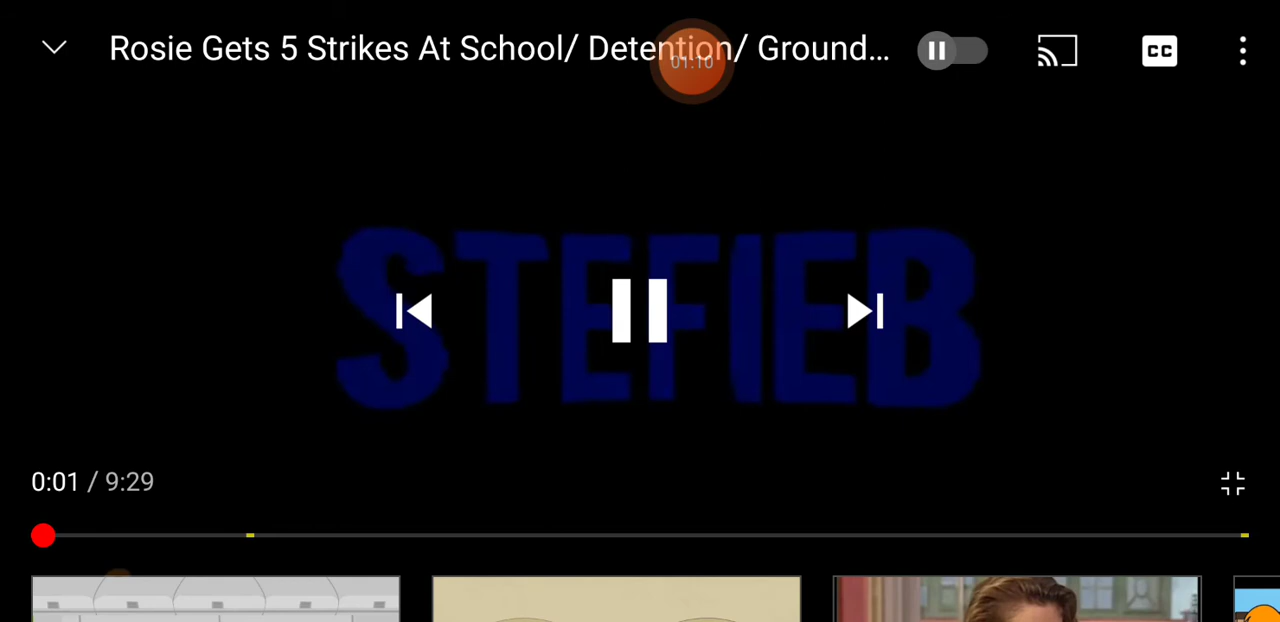 Rosie Gets 5 Strikes At School/ Detention/ Ground...
01:10
CC
STEFIEB
0:01 / 9:29